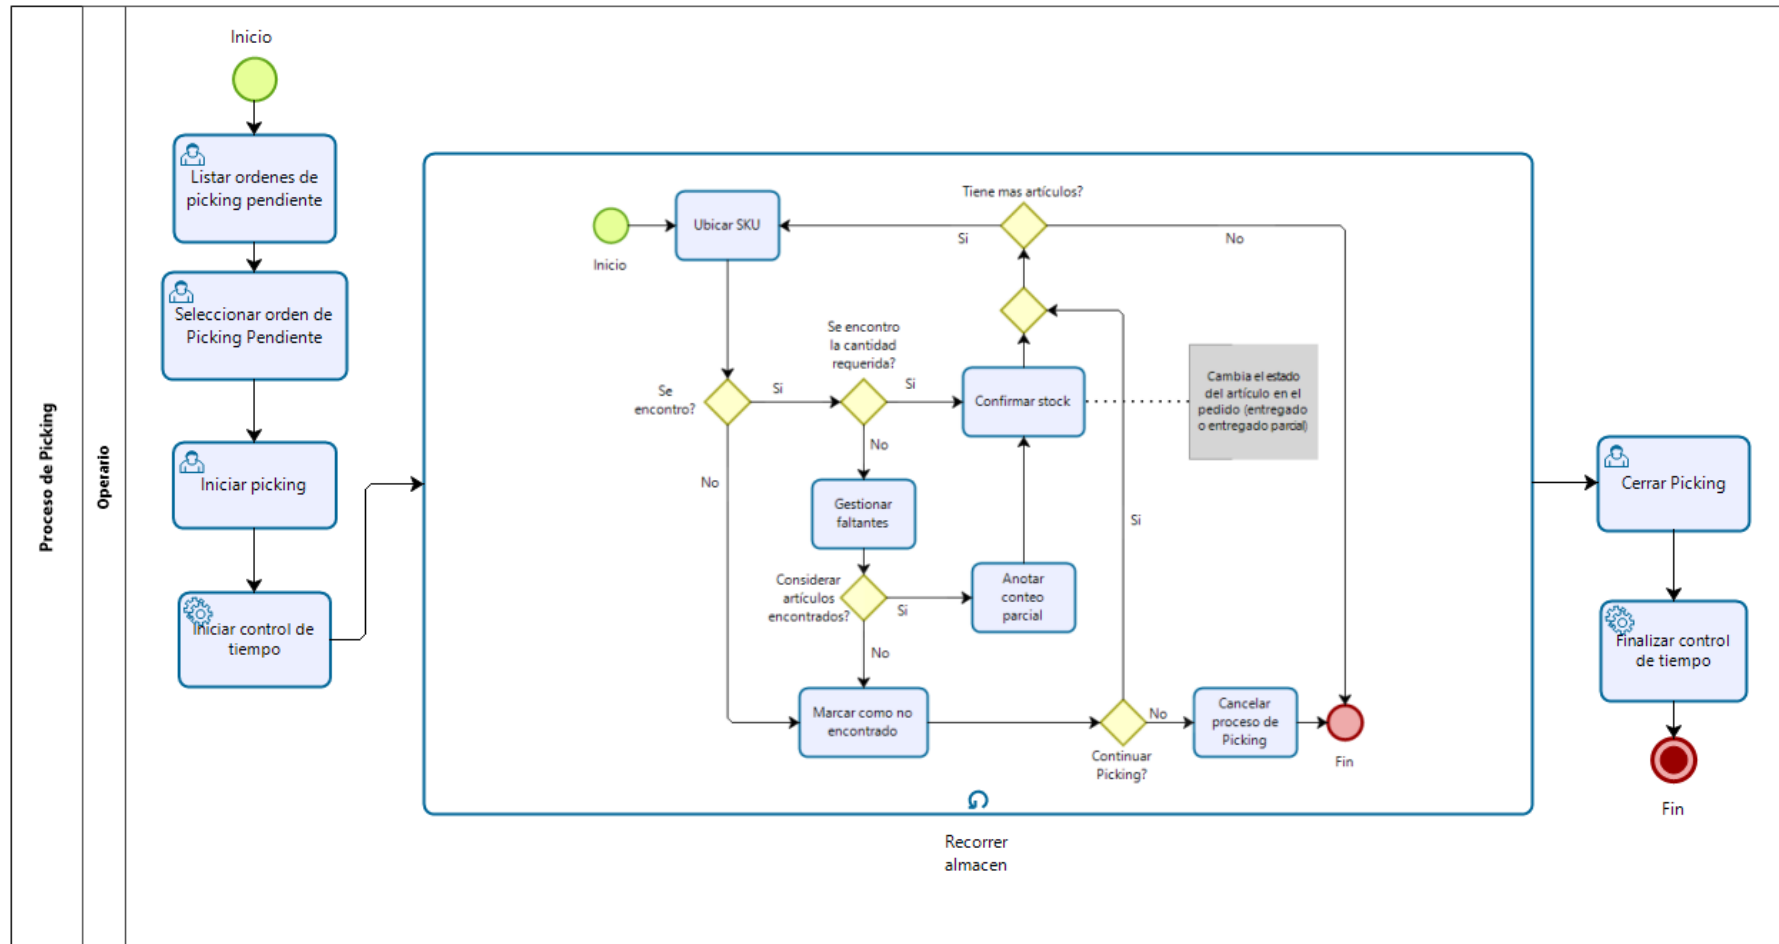 Proceso de Picking
Operario
Inicio
Listar ordenes de
picking pendiente
Seleccionar orden de
Picking Pendiente
Iniciar picking
Iniciar control de
tiempo
Inicio
Ubicar SKU
Tiene mas artículos?
Si
No
Se encontro
la cantidad
requerida?
Se
encontro?
Si
Si
Confirmar stock
Cambia el estado
del artículo en el
pedido (entregado
o entregado parcial)
No
No
Gestionar
faltantes
Si
Considerar
artículos
encontrados?
Si
Anotar
conteo
parcial
No
Marcar como no
encontrado
Continuar
Picking?
No
Cancelar
proceso de
Picking
Fin
Recorrer
almacen
Cerrar Picking
Finalizar control
de tiempo
Fin